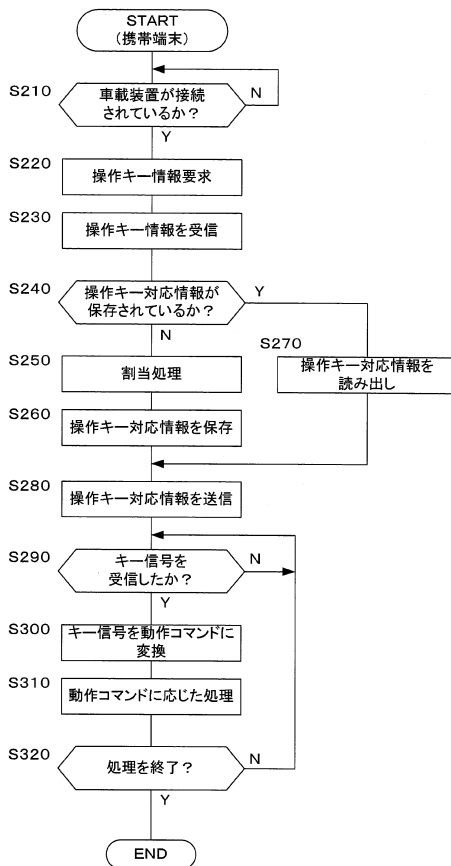 START
(携帯端末)
S210
車載装置が接続
されているか?
N
Y
S220
操作キー情報要求
S230
操作キー情報を受信
S240
操作キー対応情報が
保存されているか?
Y
N
S270
操作キー対応情報を
読み出し
S250
割当処理
S260
操作キー対応情報を保存
S280
操作キー対応情報を送信
S290
キー信号を
受信したか?
N
Y
S300
キー信号を動作コマンドに
変換
S310
動作コマンドに応じた処理
S320
処理を終了?
N
Y
END